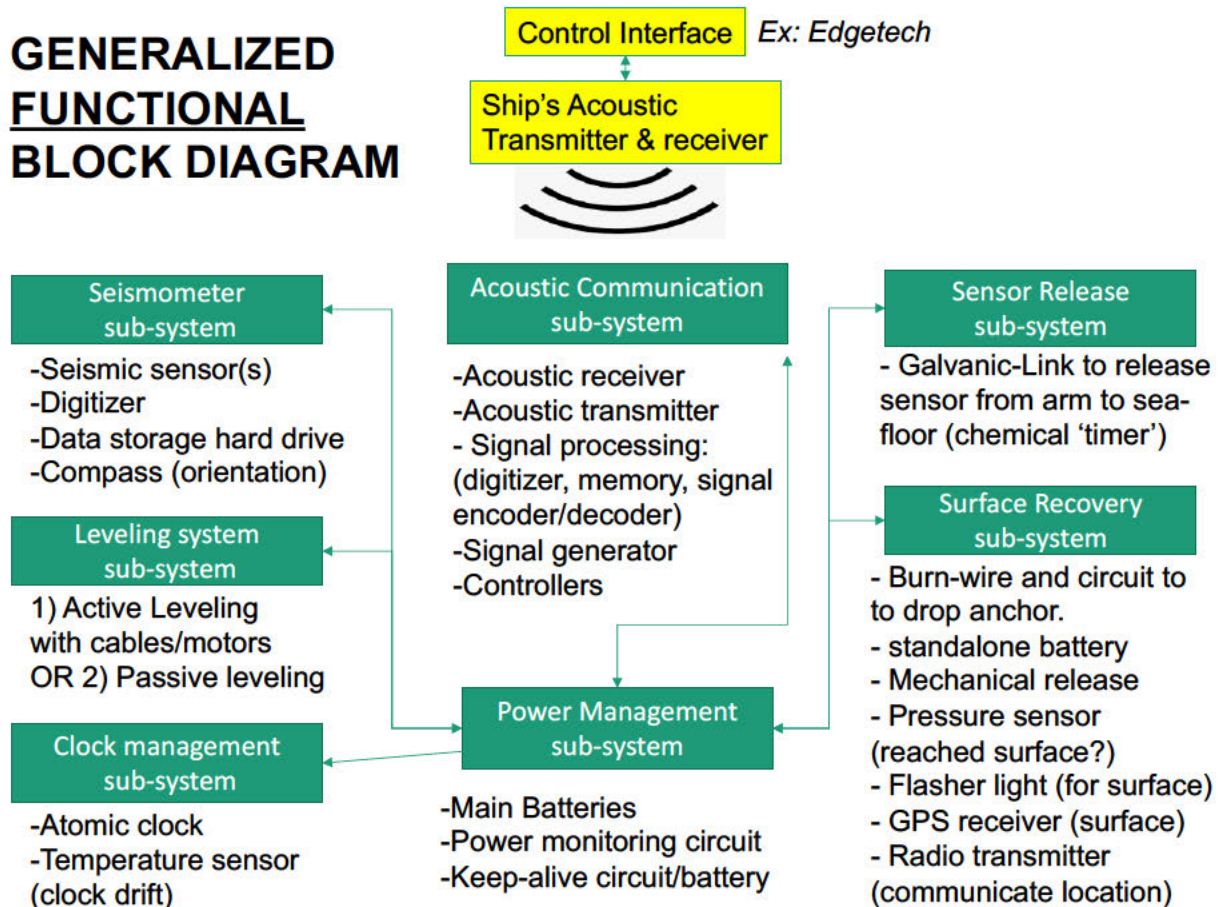 GENERALIZED
FUNCTIONAL
BLOCK DIAGRAM
Control Interface
Ex: Edgetech
Ship's Acoustic
Transmitter & receiver
Seismometer
sub-system
-Seismic sensor(s)
-Digitizer
-Data storage hard drive
-Compass (orientation)
Leveling system
sub-system
1) Active Leveling
with cables/motors
OR 2) Passive leveling
Clock management
sub-system
-Atomic clock
-Temperature sensor
(clock drift)
Acoustic Communication
sub-system
-Acoustic receiver
-Acoustic transmitter
- Signal processing:
(digitizer, memory, signal
encoder/decoder)
-Signal generator
-Controllers
Power Management
sub-system
-Main Batteries
-Power monitoring circuit
-Keep-alive circuit/battery
Sensor Release
sub-system
- Galvanic-Link to release
sensor from arm to sea-
floor (chemical ‘timer’)
Surface Recovery
sub-system
- Burn-wire and circuit to
to drop anchor.
- standalone battery
- Mechanical release
- Pressure sensor
(reached surface?)
- Flasher light (for surface)
- GPS receiver (surface)
- Radio transmitter
(communicate location)